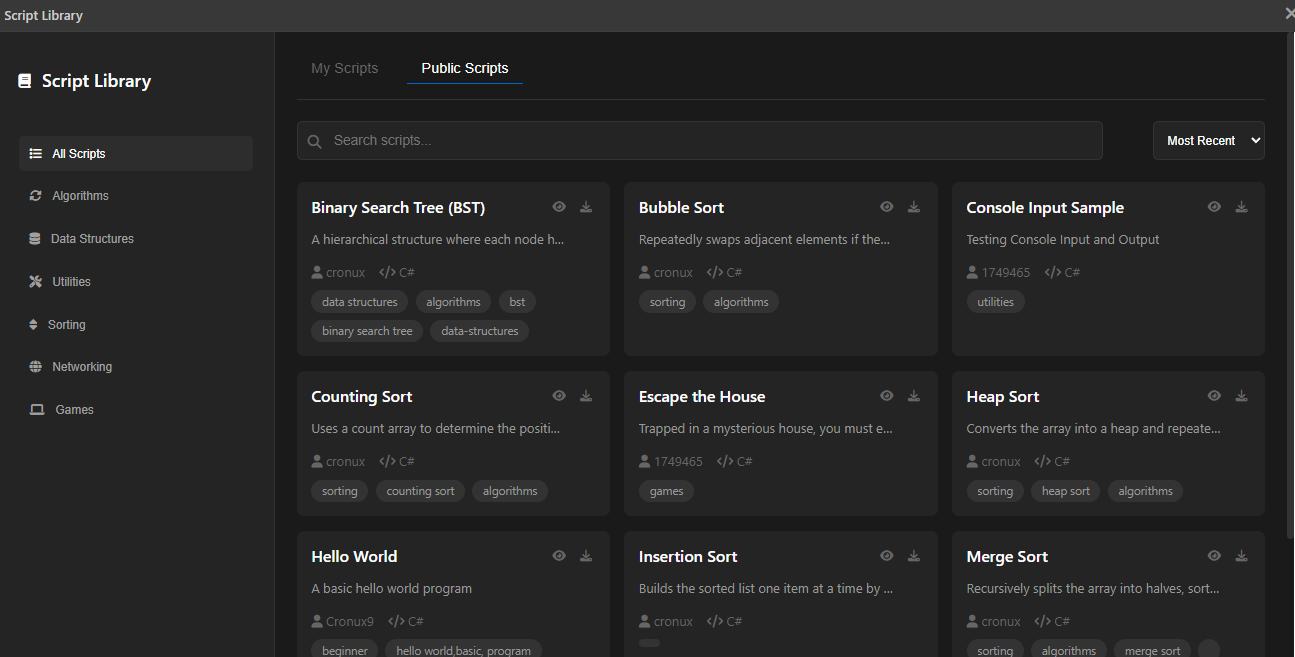 Script Library
Script Library
All Scripts
Algorithms
Data Structures
Utilities
Sorting
Networking
Games
My Scripts
Public Scripts
Search scripts...
Most Recent
Binary Search Tree (BST)
A hierarchical structure where each node h...
cronux </> C#
data structures algorithms bst
binary search tree data-structures
Bubble Sort
Repeatedly swaps adjacent elements if the...
cronux </> C#
sorting algorithms
Console Input Sample
Testing Console Input and Output
1749465 </> C#
utilities
Counting Sort
Uses a count array to determine the positi...
cronux </> C#
sorting counting sort algorithms
Escape the House
Trapped in a mysterious house, you must e...
1749465 </> C#
games
Heap Sort
Converts the array into a heap and repeate...
cronux </> C#
sorting heap sort algorithms
Hello World
A basic hello world program
Cronux9 </> C#
beginner hello world,basic, program
Insertion Sort
Builds the sorted list one item at a time by ...
cronux </> C#
Merge Sort
Recursively splits the array into halves, sort...
cronux </> C#
sorting algorithms merge sort